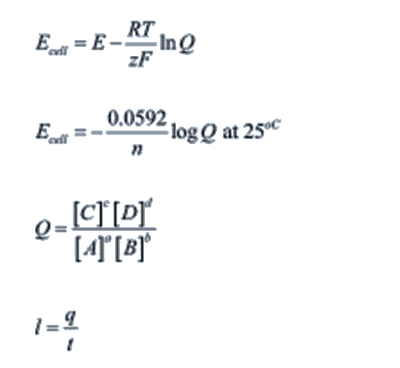 E_cell = E - RT/zF ln Q
E_cell = - 0.0592/n log Q at 25°C
Q = [C]^c [D]^d / [A]^a [B]^b
I = q/t